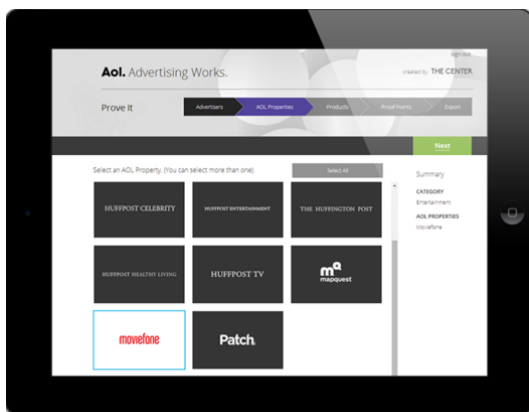 sign out
Aol. Advertising Works.
created by THE CENTER
Prove It
Advertisers
AOL Properties
Products
Proof Points
Export
Next
Select an AOL Property. (You can select more than one)
Select All
Summary
HUFFPOST CELEBRITY
HUFFPOST ENTERTAINMENT
THE HUFFINGTON POST
CATEGORY
Entertainment
AOL PROPERTIES
Moviefone
HUFFPOST HEALTHY LIVING
HUFFPOST TV
mapquest
moviefone
Patch